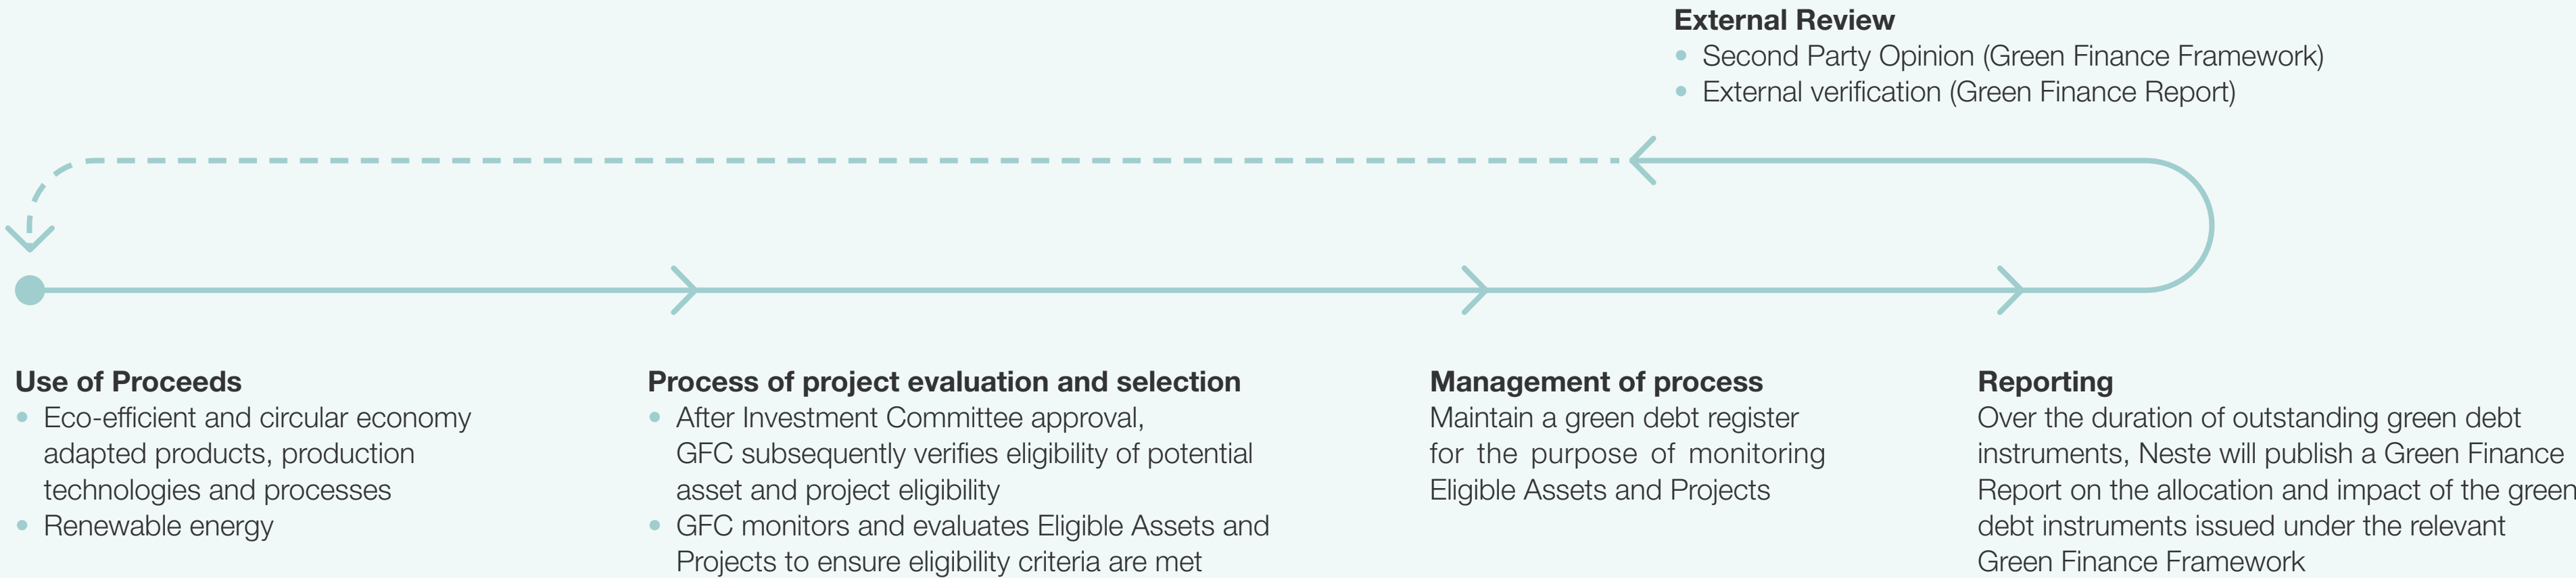 External Review
• Second Party Opinion (Green Finance Framework)
• External verification (Green Finance Report)
Use of Proceeds
• Eco-efficient and circular economy
adapted products, production
technologies and processes
• Renewable energy
Process of project evaluation and selection
• After Investment Committee approval,
GFC subsequently verifies eligibility of potential
asset and project eligibility
• GFC monitors and evaluates Eligible Assets and
Projects to ensure eligibility criteria are met
Management of process
Maintain a green debt register
for the purpose of monitoring
Eligible Assets and Projects
Reporting
Over the duration of outstanding green debt
instruments, Neste will publish a Green Finance
Report on the allocation and impact of the green
debt instruments issued under the relevant
Green Finance Framework